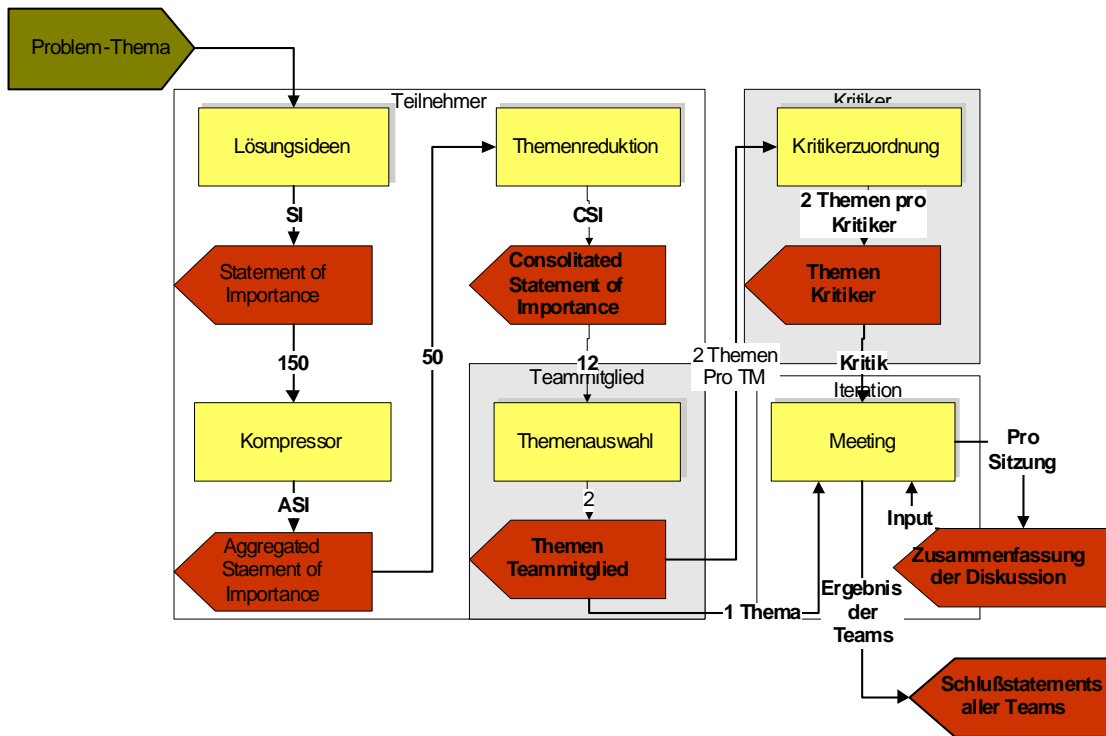 Problem-Thema
Teilnehmer
Lösungsideen
SI
Statement of
Importance
150
Kompressor
ASI
Aggregated
Staement of
Importance
50
Themenreduktion
CSI
Consolitated
Statement of
Importance
12
Teammitglied
Themenauswahl
2
Themen
Teammitglied
2 Themen
Pro TM
1 Thema
Kritiker
Kritikerzuordnung
2 Themen pro
Kritiker
Themen
Kritiker
Kritik
Iteration
Meeting
Pro
Sitzung
Input
Zusammenfassung
der Diskussion
Ergebnis
der
Teams
Schlußstatements
aller Teams